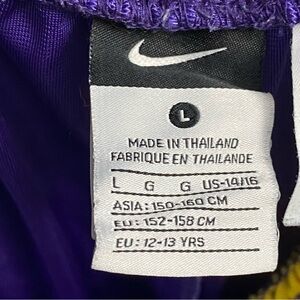 L
MADE IN THAILAND
FABRIQUE EN THAILANDE
L G G US-14/16
ASIA: 150-160 CM
EU: 152-158 CM
EU: 12-13 YRS